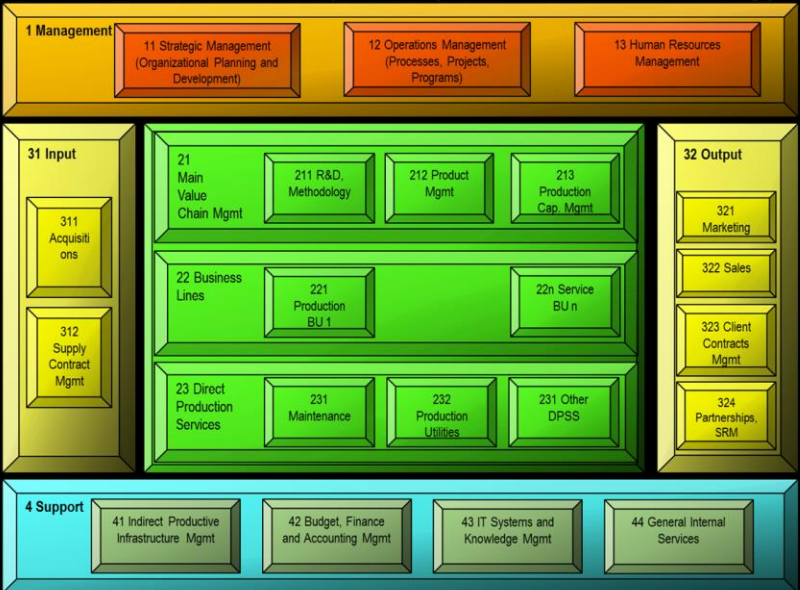 1 Management
11 Strategic Management
(Organizational Planning and
Development)
12 Operations Management
(Processes, Projects,
Programs)
13 Human Resources
Management
31 Input
311
Acquisiti
ons
312
Supply
Contract
Mgmt
21
Main
Value
Chain Mgmt
211 R&D,
Methodology
212 Product
Mgmt
213
Production
Cap. Mgmt
22 Business
Lines
221
Production
BU 1
22n Service
BU n
23 Direct
Production
Services
231
Maintenance
232
Production
Utilities
231 Other
DPSS
32 Output
321
Marketing
322 Sales
323 Client
Contracts
Mgmt
324
Partnerships,
SRM
4 Support
41 Indirect Productive
Infrastructure Mgmt
42 Budget, Finance
and Accounting Mgmt
43 IT Systems and
Knowledge Mgmt
44 General Internal
Services